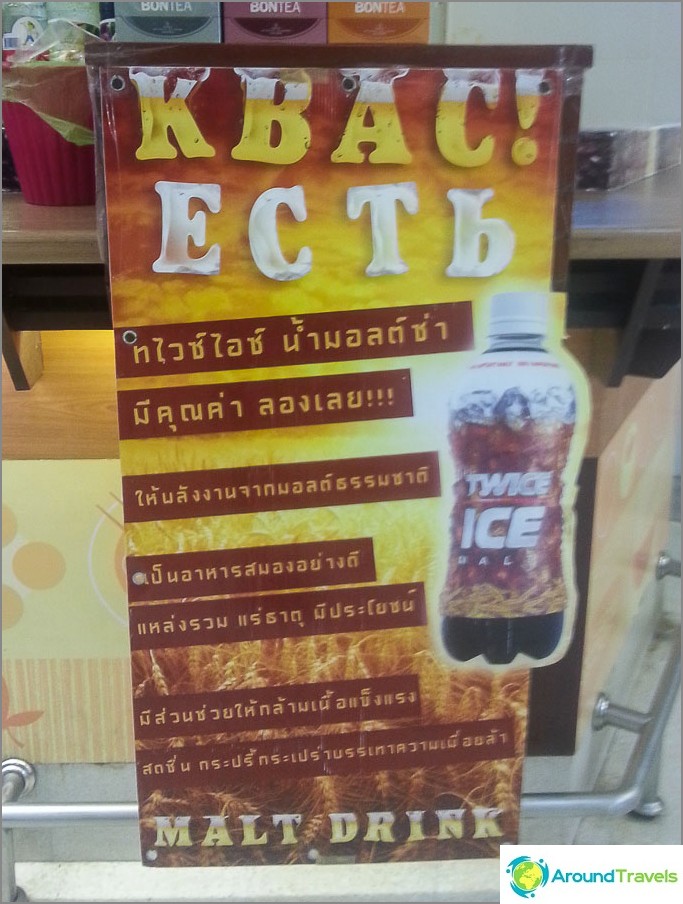 BONTEA BONTEA BONTEA
КВАС!
ЕСТЬ
ทไวซ์ไอซ์ น้ำมอลต์ซ่า
มีคุณค่า ลองเลย!!!
ให้พลังงานจากมอลต์ธรรมชาติ
เป็นอาหารสมองอย่างดี
แหล่งรวม แร่ธาตุ มีประโยชน์
มีส่วนช่วยให้กล้ามเนื้อแข็งแรง
สดชื่น กระปรี้กระเปร่าบรรเทาความเมื่อยล้า
TWICE
ICE
MALT DRINK
AroundTravels